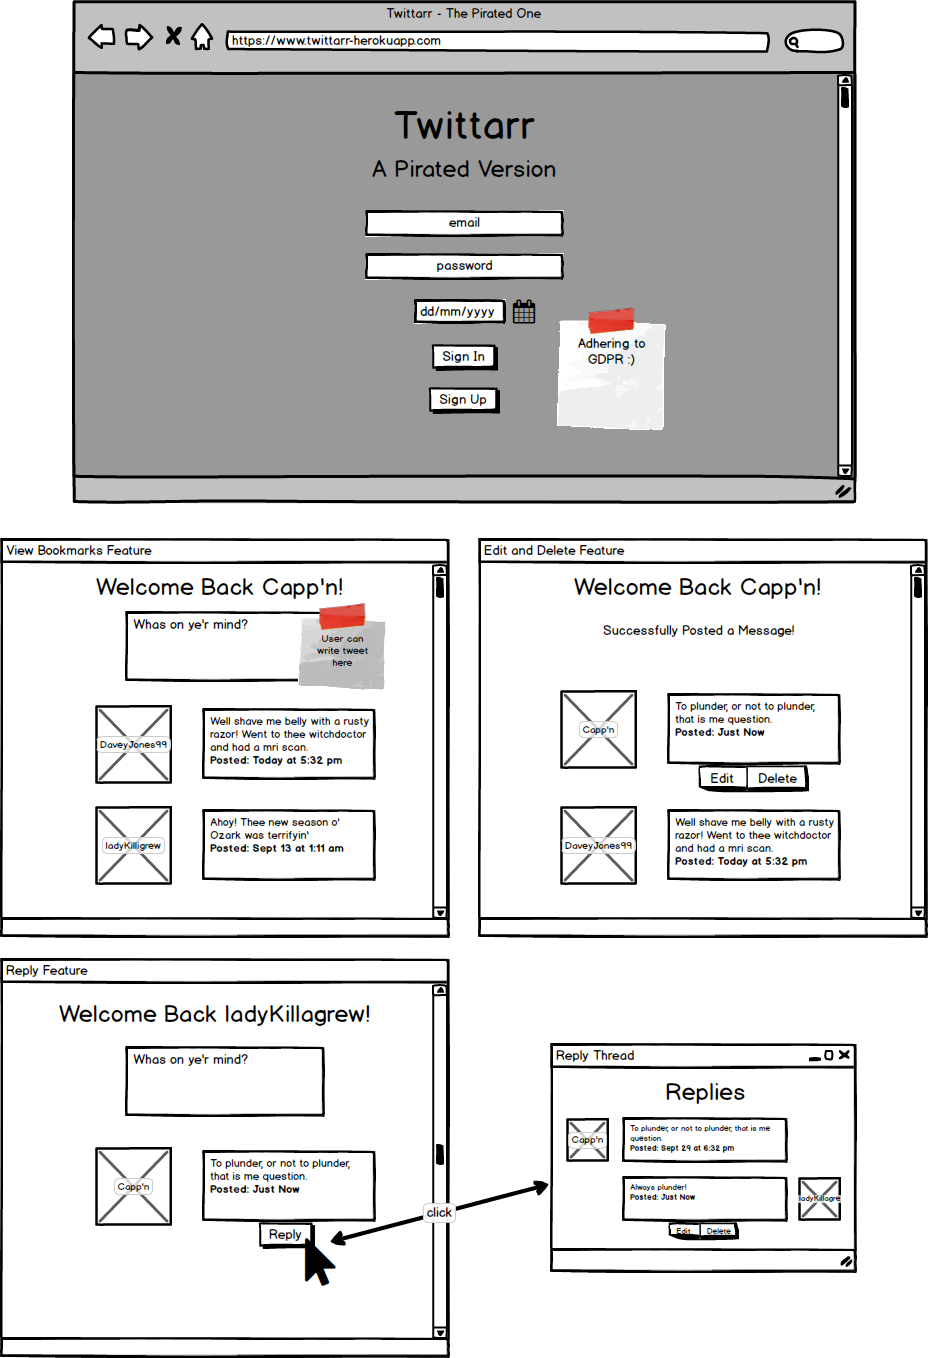 Twittarr - The Pirated One
https://www.twittarr-herokuapp.com
Twittarr
A Pirated Version
email
password
dd/mm/yyyy
Sign In
Sign Up
Adhering to
GDPR :)
View Bookmarks Feature
Welcome Back Capp'n!
Whas on ye'r mind?
User can
write tweet
here
DaveyJones99
Well shave me belly with a rusty
razor! Went to thee witchdoctor
and had a mri scan.
Posted: Today at 5:32 pm
ladyKilligrew
Ahoy! Thee new season o'
Ozark was terrifyin'
Posted: Sept 13 at 1:11 am
Edit and Delete Feature
Welcome Back Capp'n!
Successfully Posted a Message!
Capp'n
To plunder, or not to plunder,
that is me question.
Posted: Just Now
Edit
Delete
DaveyJones99
Well shave me belly with a rusty
razor! Went to thee witchdoctor
and had a mri scan.
Posted: Today at 5:32 pm
Reply Feature
Welcome Back ladyKillagrew!
Whas on ye'r mind?
Capp'n
To plunder, or not to plunder,
that is me question.
Posted: Just Now
Reply
click
Reply Thread
Replies
Capp'n
To plunder, or not to plunder, that is me
question.
Posted: Sept 29 at 6:32 pm
Always plunder!
Posted: Just Now
ladyKillagre
Edit
Delete